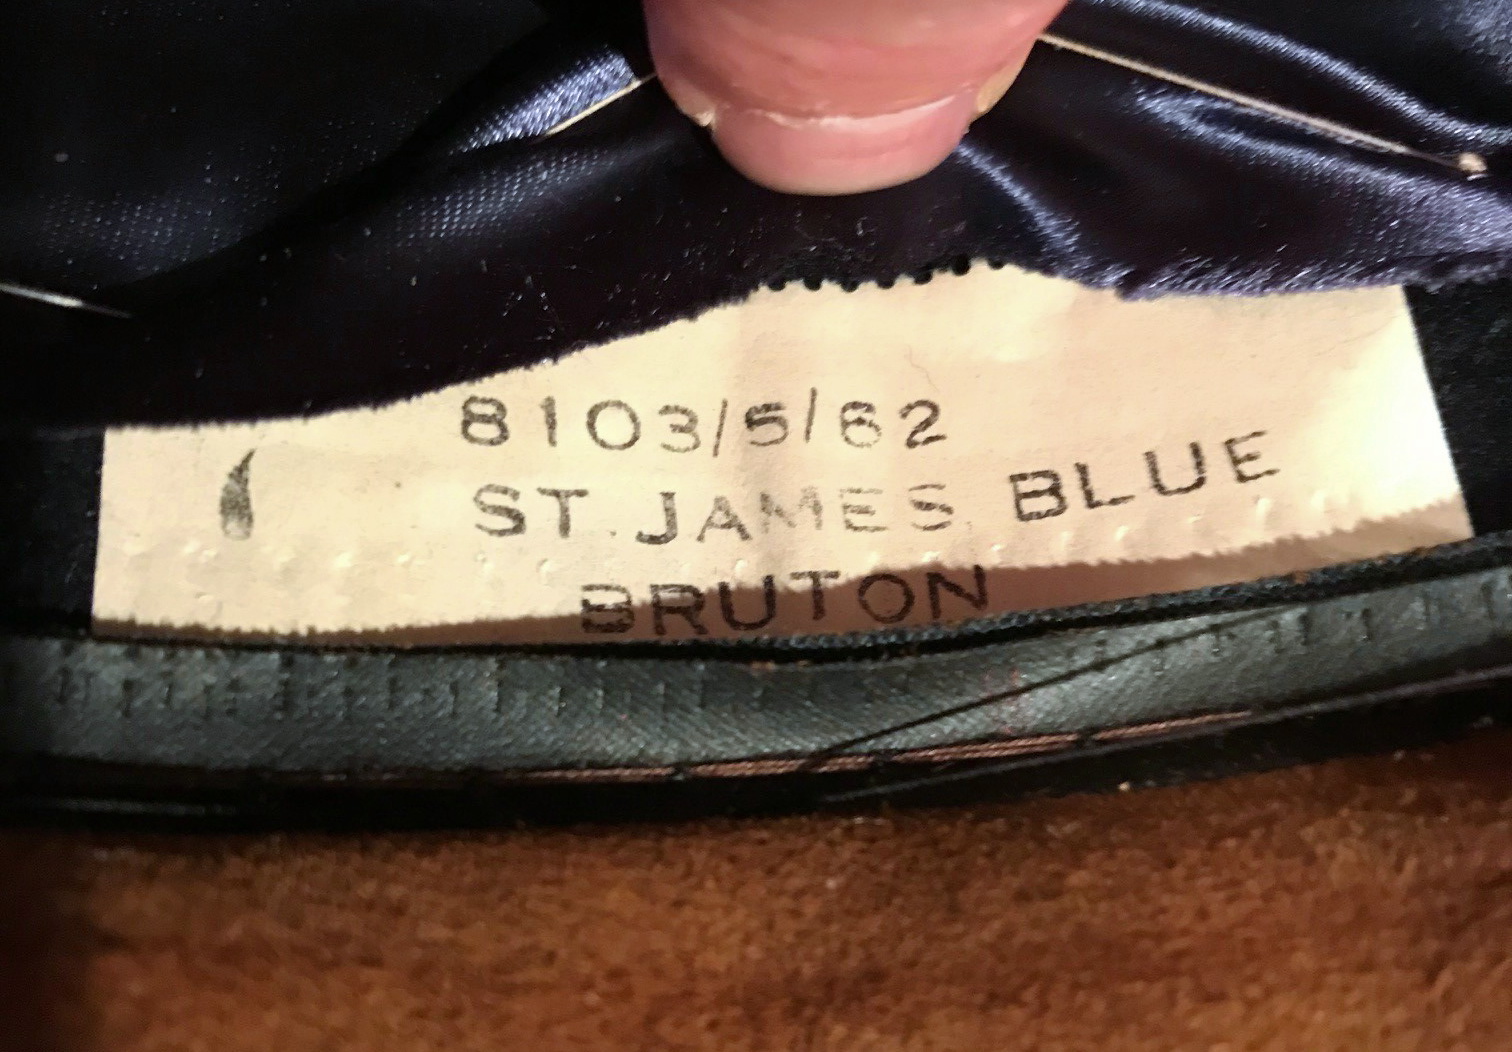 8103/5/62
ST. JAMES BLUE
BRUTON